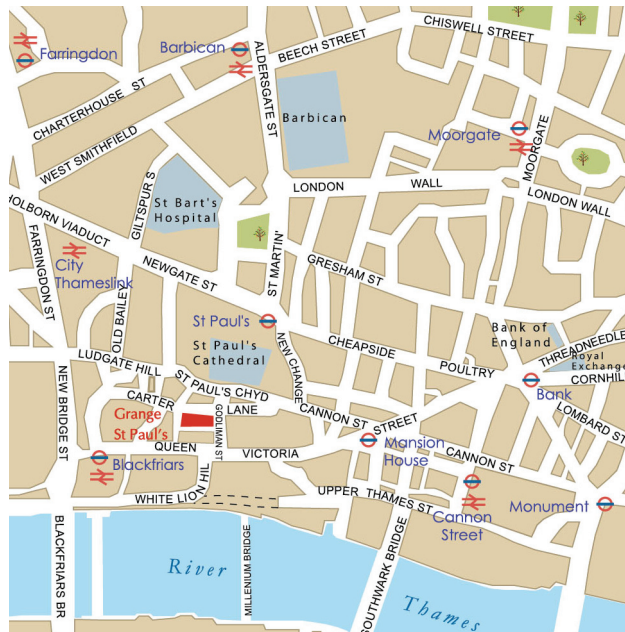 CHISWELL STREET
Farringdon
Barbican
ALDERSGATE ST
BEECH STREET
CHARTERHOUSE ST
Barbican
Moorgate
MOORGATE
WEST SMITHFIELD
LONDON WALL
LONDON WALL
GILTSPUR S
St Bart's
Hospital
HOLBORN VIADUCT
FARRINGDON ST
City
Thameslink
NEWGATE ST
ST MARTIN'
GRESHAM ST
OLD BAILEY
St Paul's
St Paul's
Cathedral
NEW CHANGE
CHEAPSIDE
POULTRY
Bank of
England
THREADNEEDLE
Royal
Exchange
CORNHIL
Bank
LOMBARD ST
LUDGATE HILL
ST PAUL'S CHYD
NEW BRIDGE ST
CARTER LANE
Grange
St Paul's
GODLIMAN ST
CANNON ST
STREET
Mansion
House
CANNON ST
QUEEN VICTORIA
Blackfriars
WHITE LION HIL
UPPER THAMES ST
Cannon
Street
Monument
BLACKFRIARS BR
River
MILLENIUM BRIDGE
SOUTHWARK BRIDGE
Thames